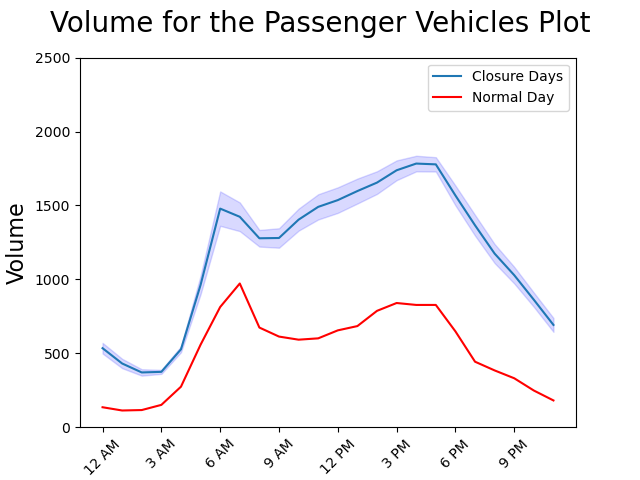 Volume for the Passenger Vehicles Plot
2500
2000
1500
1000
500
0
Volume
Closure Days
Normal Day
12 AM
3 AM
6 AM
9 AM
12 PM
3 PM
6 PM
9 PM